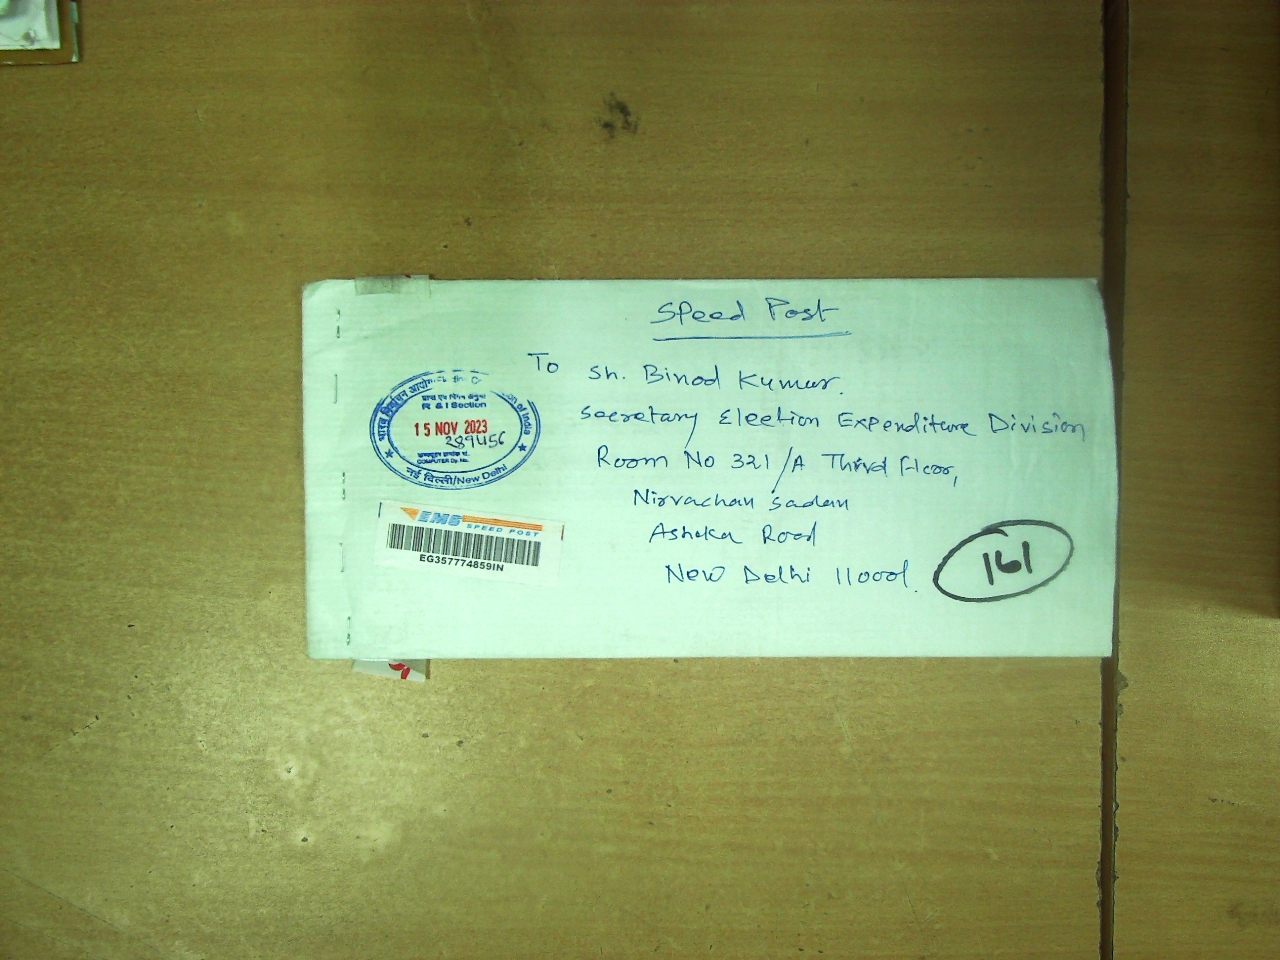 Speed Post
To Sh. Binod Kumar.
Secretary Election Expenditure Division
Room No 321/A Third floor,
Nirvachan Sadan
Ashoka Road
New Delhi 110001.
161
भारत निर्वाचन आयोग
tion of India
R & I Section
15 NOV 2023
289456
COMPUTER Dy. No.
नई दिल्ली/New Delhi
EMS
SPEED POST
EG357774859IN